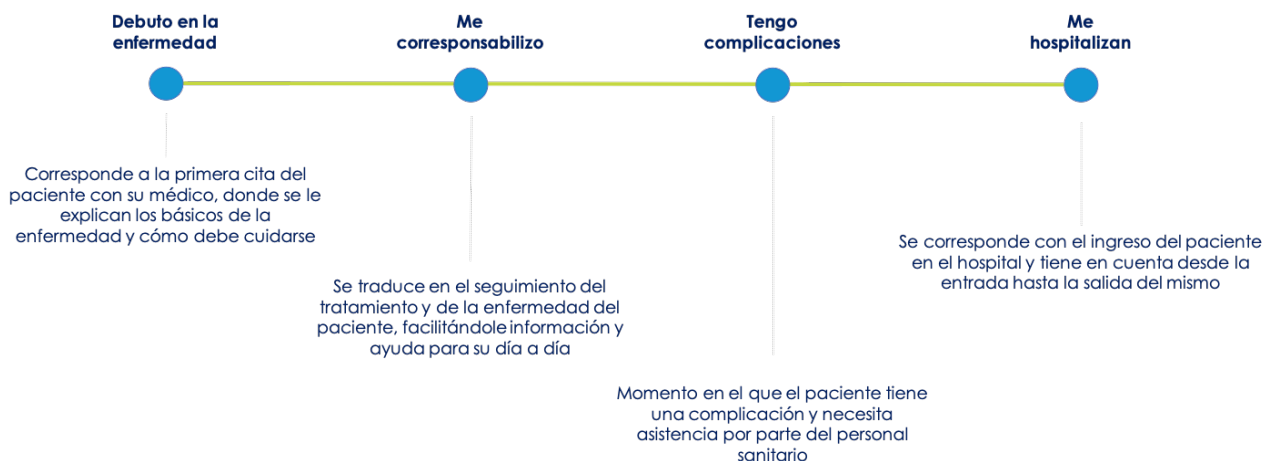 Debuto en la
enfermedad
Me
corresponsabilizo
Tengo
complicaciones
Me
hospitalizan
Corresponde a la primera cita del
paciente con su médico, donde se le
explican los básicos de la
enfermedad y cómo debe cuidarse
Se traduce en el seguimiento del
tratamiento y de la enfermedad del
paciente, facilitándole información y
ayuda para su día a día
Momento en el que el paciente tiene
una complicación y necesita
asistencia por parte del personal
sanitario
Se corresponde con el ingreso del paciente
en el hospital y tiene en cuenta desde la
entrada hasta la salida del mismo